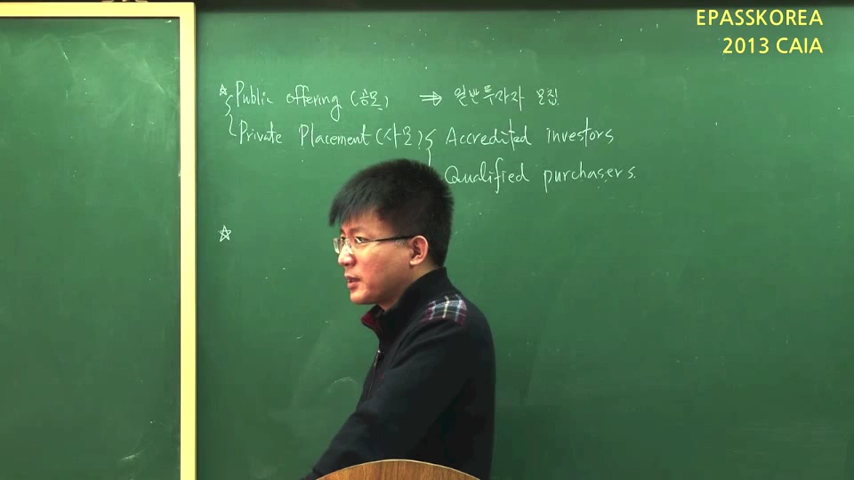 EPASSKOREA
2013 CAIA
☆ Public offering (공모) ⇒ 일반투자자 모집.
Private Placement (사모) Accredited investors
Qualified purchasers.
☆